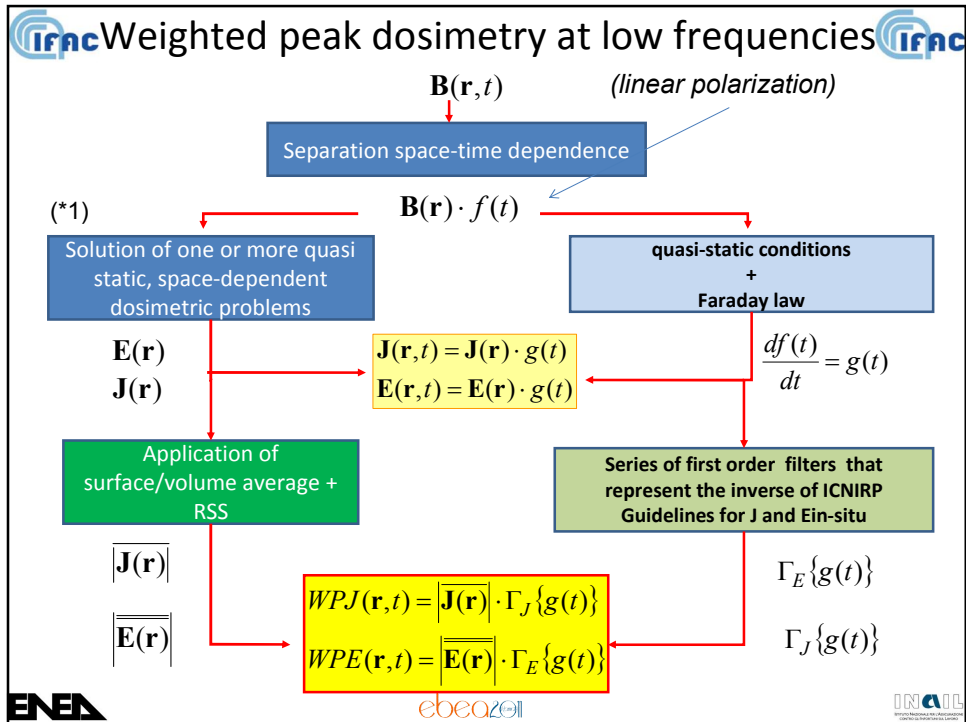 IFAC Weighted peak dosimetry at low frequencies IFAC
B(r,t)
(linear polarization)
Separation space-time dependence
(*1)
B(r) · f(t)
Solution of one or more quasi
static, space-dependent
dosimetric problems
quasi-static conditions
+
Faraday law
E(r)
J(r)
J(r,t) = J(r) · g(t)
E(r,t) = E(r) · g(t)
df(t)/dt = g(t)
Application of
surface/volume average +
RSS
Series of first order filters that
represent the inverse of ICNIRP
Guidelines for J and Ein-situ
|J̅(r)|
|E̿(r)|
WPJ(r,t) = |J̅(r)| · Γ_J{g(t)}
WPE(r,t) = |E̿(r)| · Γ_E{g(t)}
Γ_E{g(t)}
Γ_J{g(t)}
ENEA
ebea2011
INAIL